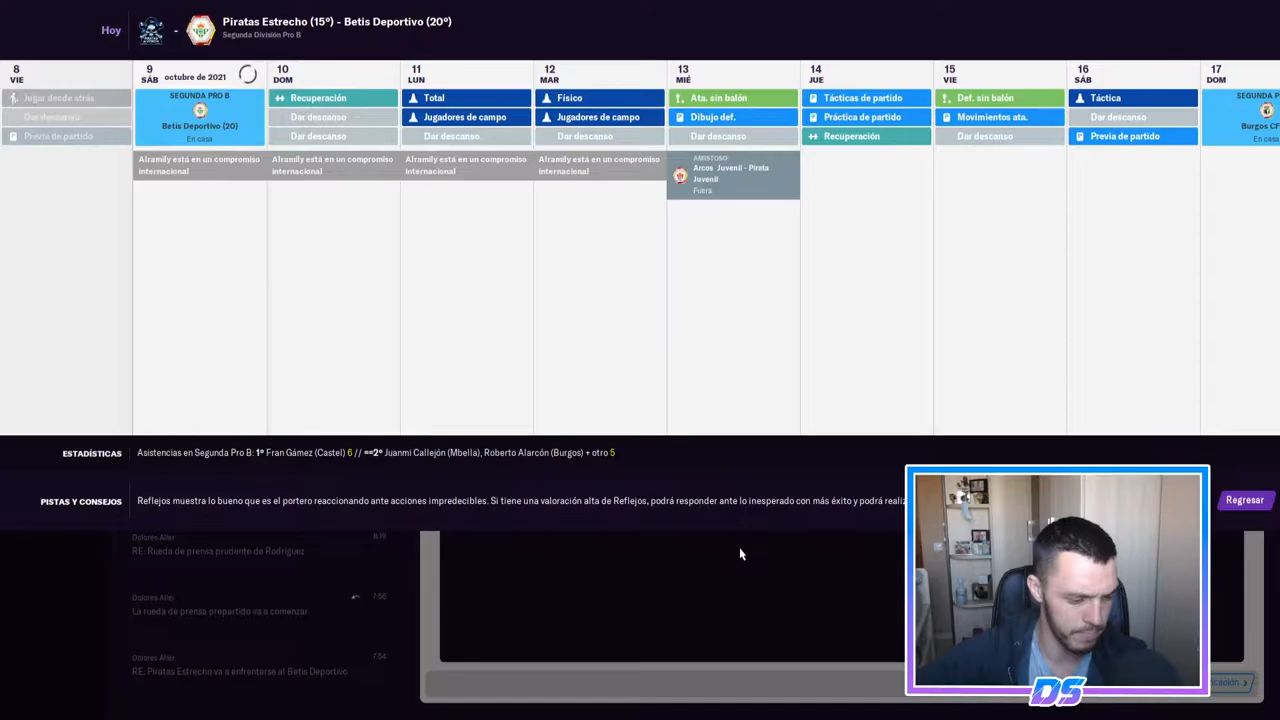 Hoy
Piratas Estrecho (15º) - Betis Deportivo (20º)
Segunda División Pro B
8
VIE
9
SÁB
octubre de 2021
10
DOM
11
LUN
12
MAR
13
MIÉ
14
JUE
15
VIE
16
SÁB
17
DOM
Jugar desde atrás
Dar descanso
Previa de partido
SEGUNDA PRO B
Betis Deportivo (20)
En casa
Recuperación
Dar descanso
Dar descanso
Total
Jugadores de campo
Dar descanso
Físico
Jugadores de campo
Dar descanso
Ata. sin balón
Dibujo def.
Dar descanso
Tácticas de partido
Práctica de partido
Recuperación
Def. sin balón
Movimientos ata.
Dar descanso
Táctica
Dar descanso
Previa de partido
SEGUNDA P
Burgos CF
En casa
Alramily está en un compromiso
internacional
Alramily está en un compromiso
internacional
Alramily está en un compromiso
internacional
Alramily está en un compromiso
internacional
AMISTOSO
Arcos Juvenil - Pirata
Juvenil
Fuera
ESTADÍSTICAS
Asistencias en Segunda Pro B: 1º Fran Gámez (Castel) 6 // ==2º Juanmi Callejón (Mbella), Roberto Alarcón (Burgos) + otro 5
PISTAS Y CONSEJOS
Reflejos muestra lo bueno que es el portero reaccionando ante acciones impredecibles. Si tiene una valoración alta de Reflejos, podrá responder ante lo inesperado con más éxito y podrá realiz
Regresar
Dolores Aller
8:19
RE: Rueda de prensa prudente de Rodríguez
Dolores Aller
7:56
La rueda de prensa prepartido va a comenzar
Dolores Aller
7:54
RE: Piratas Estrecho va a enfrentarse al Betis Deportivo
DS